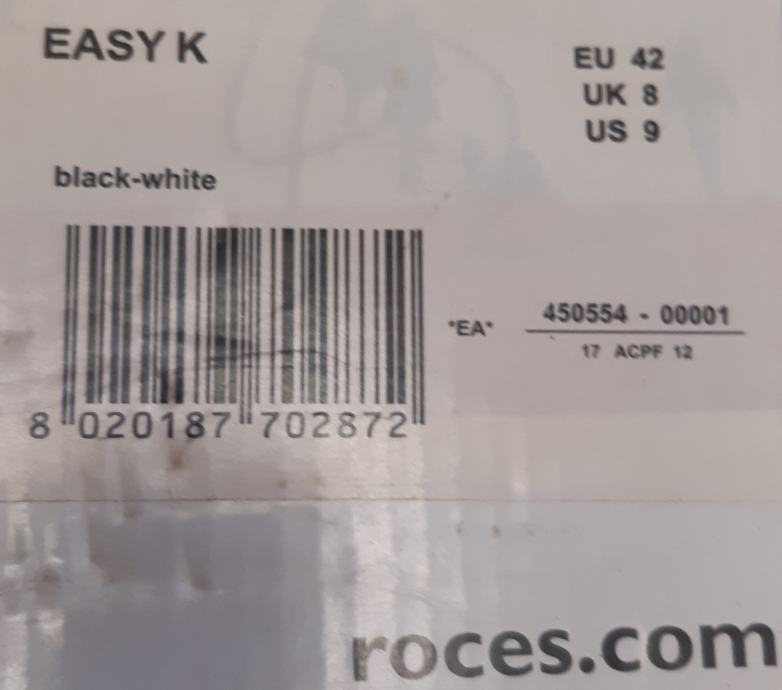 EASY K
EU 42
UK 8
US 9
black-white
8 020187 702872
*EA*
450554 - 00001
17 ACPF 12
roces.com